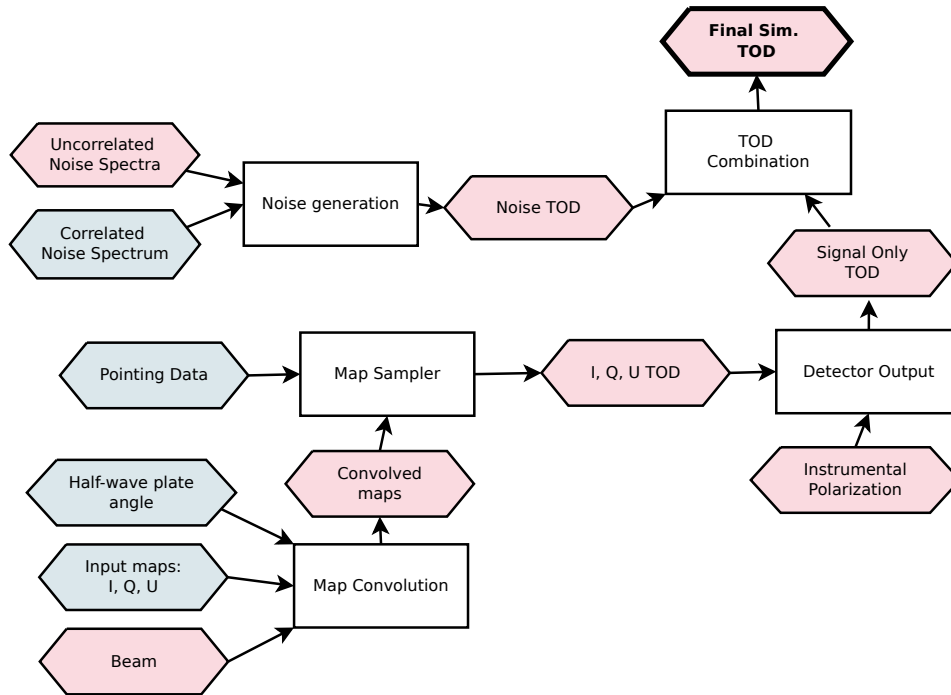 Final Sim.
TOD
Uncorrelated
Noise Spectra
TOD
Combination
Noise generation
Noise TOD
Correlated
Noise Spectrum
Signal Only
TOD
Pointing Data
Map Sampler
I, Q, U TOD
Detector Output
Half-wave plate
angle
Convolved
maps
Instrumental
Polarization
Input maps:
I, Q, U
Map Convolution
Beam